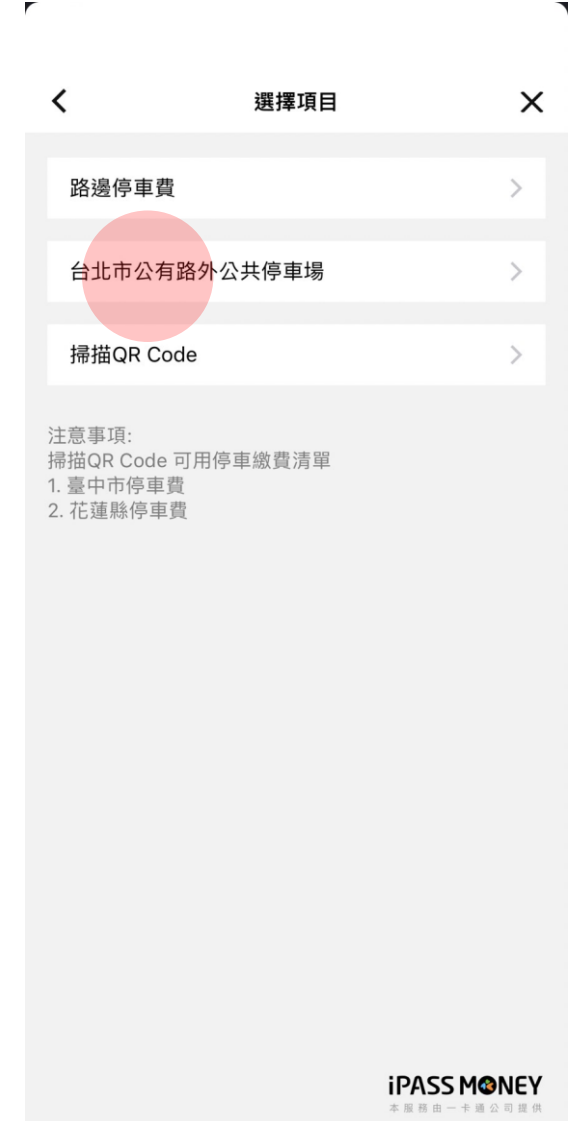 選擇項目
路邊停車費
台北市公有路外公共停車場
掃描QR Code
注意事項:
掃描QR Code 可用停車繳費清單
1. 臺中市停車費
2. 花蓮縣停車費
iPASS MONEY
本服務由一卡通公司提供